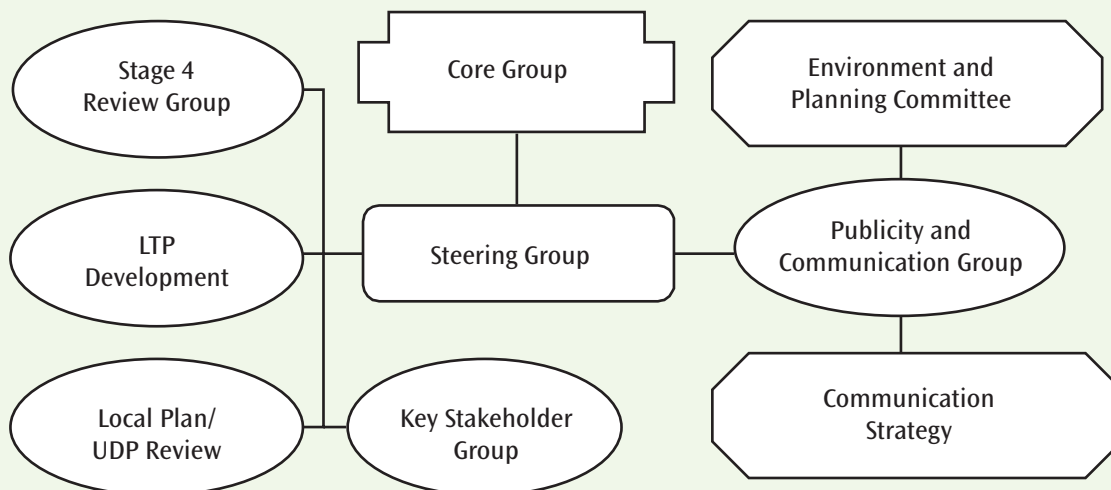 Stage 4
Review Group
Core Group
Environment and
Planning Committee
LTP
Development
Steering Group
Publicity and
Communication Group
Local Plan/
UDP Review
Key Stakeholder
Group
Communication
Strategy